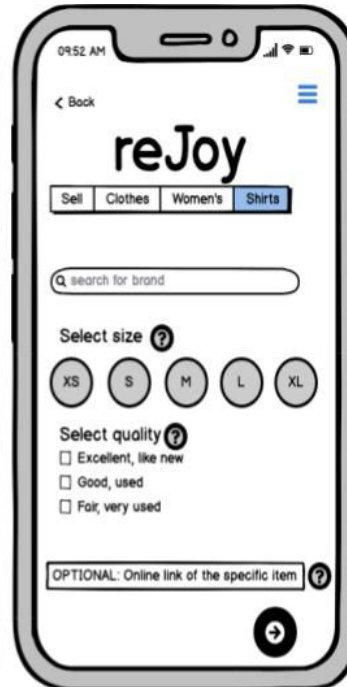 09:52 AM
< Back
reJoy
Sell Clothes Women's Shirts
search for brand
Select size ?
XS S M L XL
Select quality ?
Excellent, like new
Good, used
Fair, very used
OPTIONAL: Online link of the specific item ?